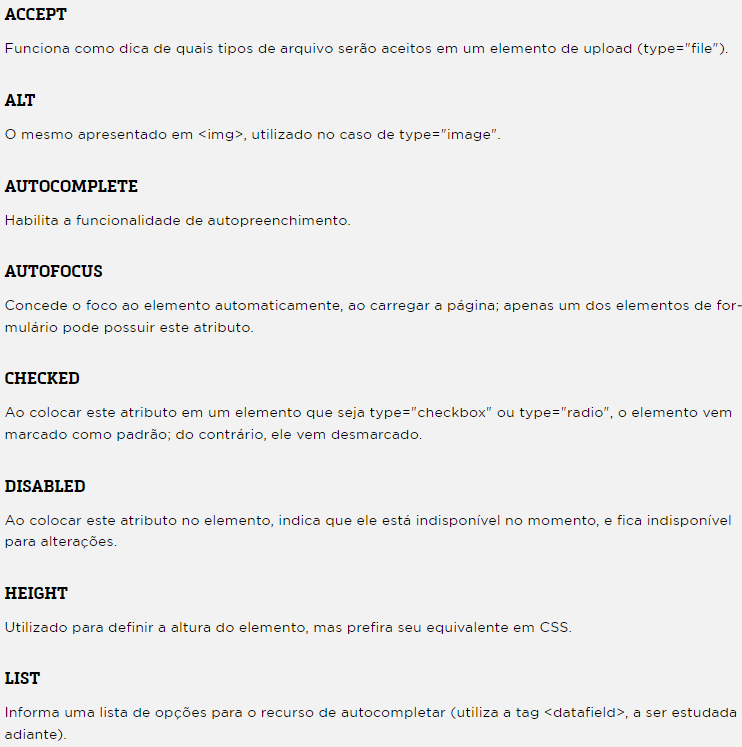 ACCEPT
Funciona como dica de quais tipos de arquivo serão aceitos em um elemento de upload (type="file").
ALT
O mesmo apresentado em <img>, utilizado no caso de type="image".
AUTOCOMPLETE
Habilita a funcionalidade de autopreenchimento.
AUTOFOCUS
Concede o foco ao elemento automaticamente, ao carregar a página; apenas um dos elementos de for-
mulário pode possuir este atributo.
CHECKED
Ao colocar este atributo em um elemento que seja type="checkbox" ou type="radio", o elemento vem
marcado como padrão; do contrário, ele vem desmarcado.
DISABLED
Ao colocar este atributo no elemento, indica que ele está indisponível no momento, e fica indisponível
para alterações.
HEIGHT
Utilizado para definir a altura do elemento, mas prefira seu equivalente em CSS.
LIST
Informa uma lista de opções para o recurso de autocompletar (utiliza a tag <datafield>, a ser estudada
adiante).